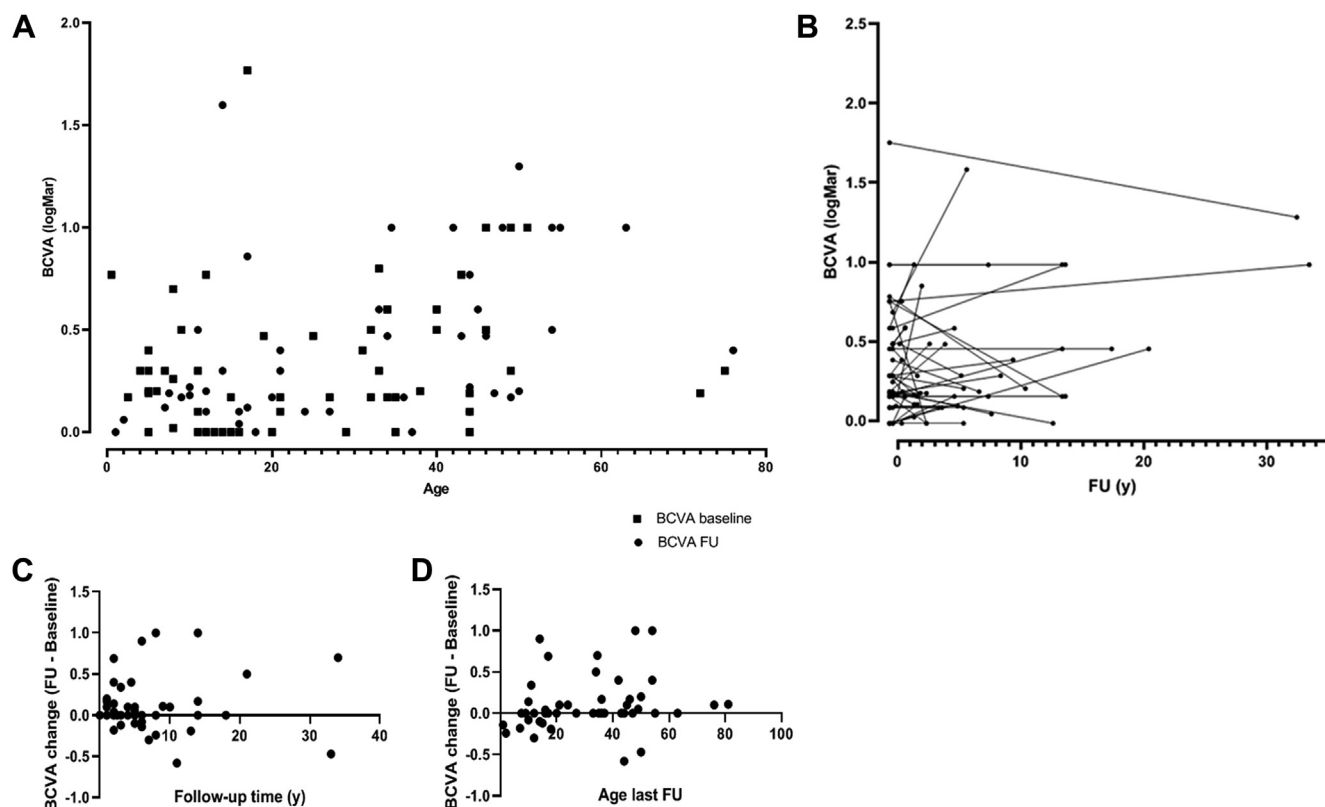 A
2.0
1.5
1.0
0.5
0.0
BCVA (logMar)
0 20 40 60 80
Age
BCVA baseline
BCVA FU
B
2.5
2.0
1.5
1.0
0.5
0.0
BCVA (logMar)
0 10 20 30
FU (y)
C
BCVA change (FU - Baseline)
1.5
1.0
0.5
0.0
-0.5
-1.0
10 20 30 40
Follow-up time (y)
D
BCVA change (FU - Baseline)
1.5
1.0
0.5
0.0
-0.5
-1.0
20 40 60 80 100
Age last FU